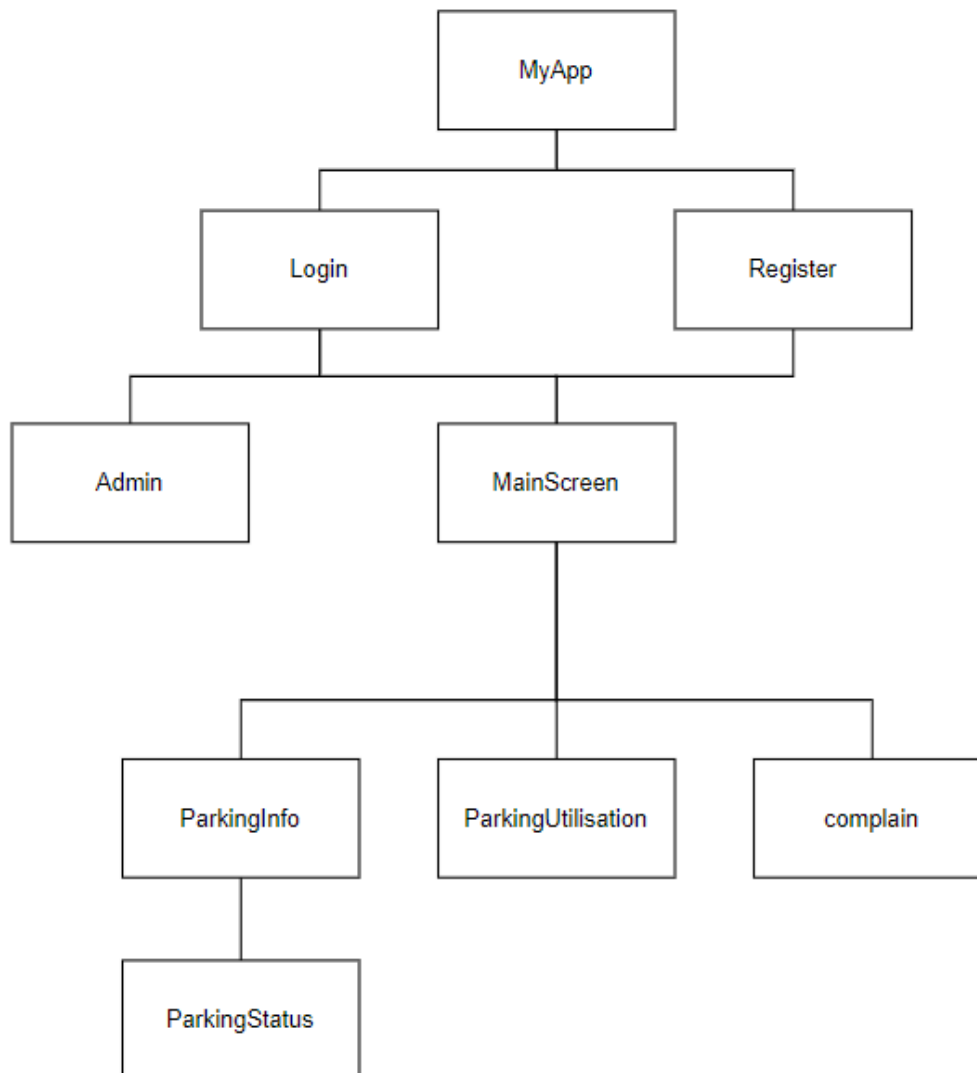 MyApp
Login
Register
Admin
MainScreen
ParkingInfo
ParkingUtilisation
complain
ParkingStatus